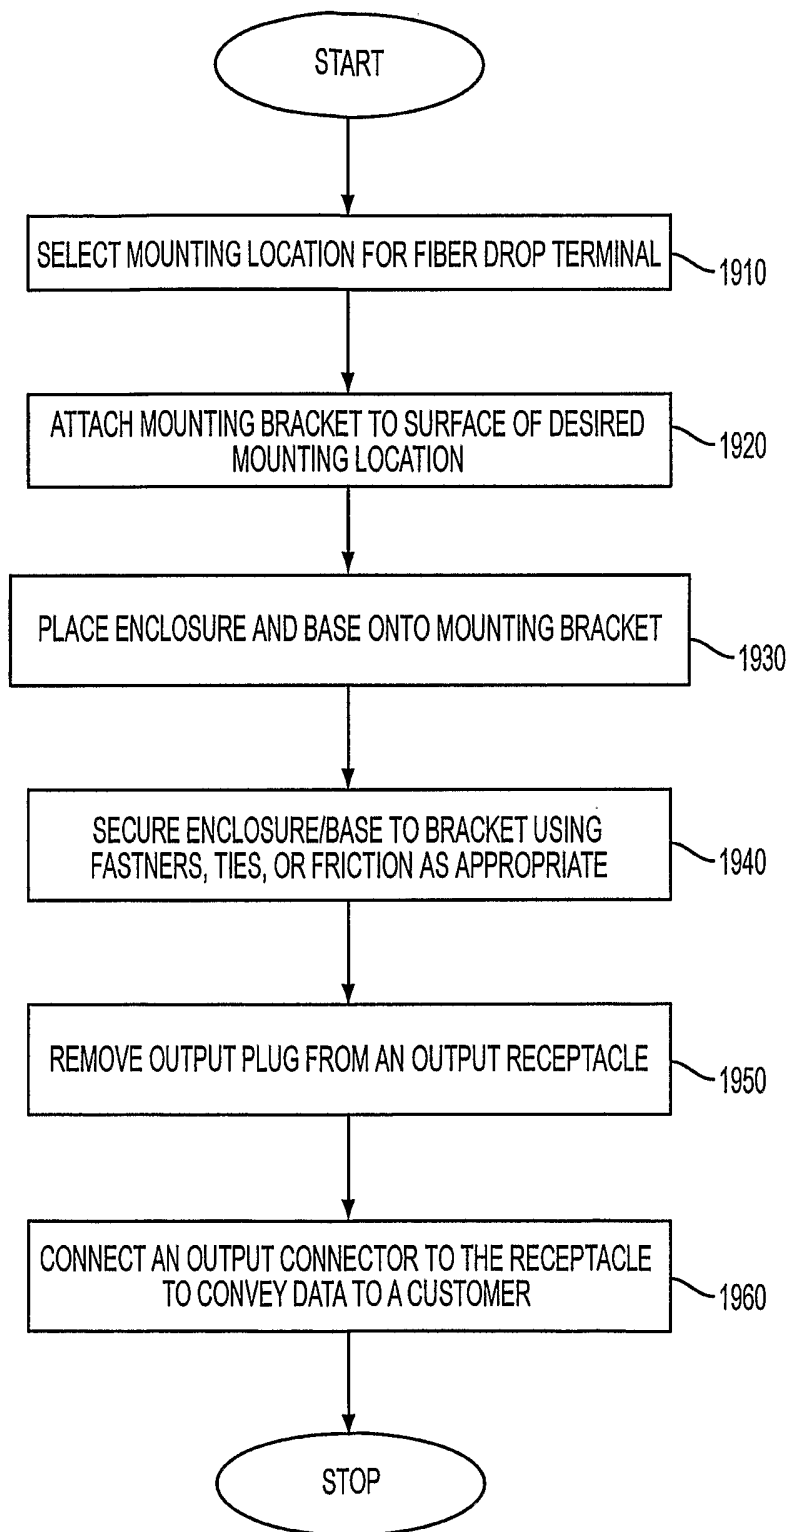 START
SELECT MOUNTING LOCATION FOR FIBER DROP TERMINAL
1910
ATTACH MOUNTING BRACKET TO SURFACE OF DESIRED
MOUNTING LOCATION
1920
PLACE ENCLOSURE AND BASE ONTO MOUNTING BRACKET
1930
SECURE ENCLOSURE/BASE TO BRACKET USING
FASTNERS, TIES, OR FRICTION AS APPROPRIATE
1940
REMOVE OUTPUT PLUG FROM AN OUTPUT RECEPTACLE
1950
CONNECT AN OUTPUT CONNECTOR TO THE RECEPTACLE
TO CONVEY DATA TO A CUSTOMER
1960
STOP